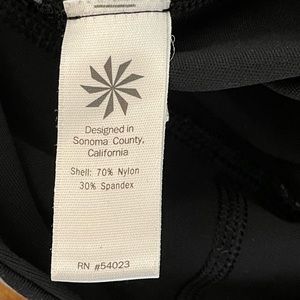 Designed in
Sonoma County,
California
Shell: 70% Nylon
30% Spandex
RN #54023